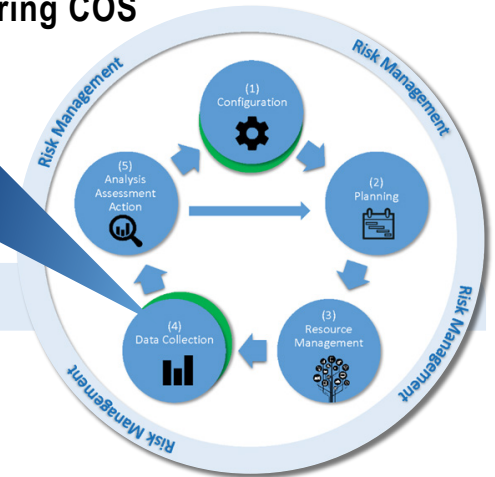 ring COS
Risk Management
Risk Management
(1)
Configuration
(5)
Analysis
Assessment
Action
(2)
Planning
(4)
Data Collection
(3)
Resource
Management
Risk Management
Risk Management